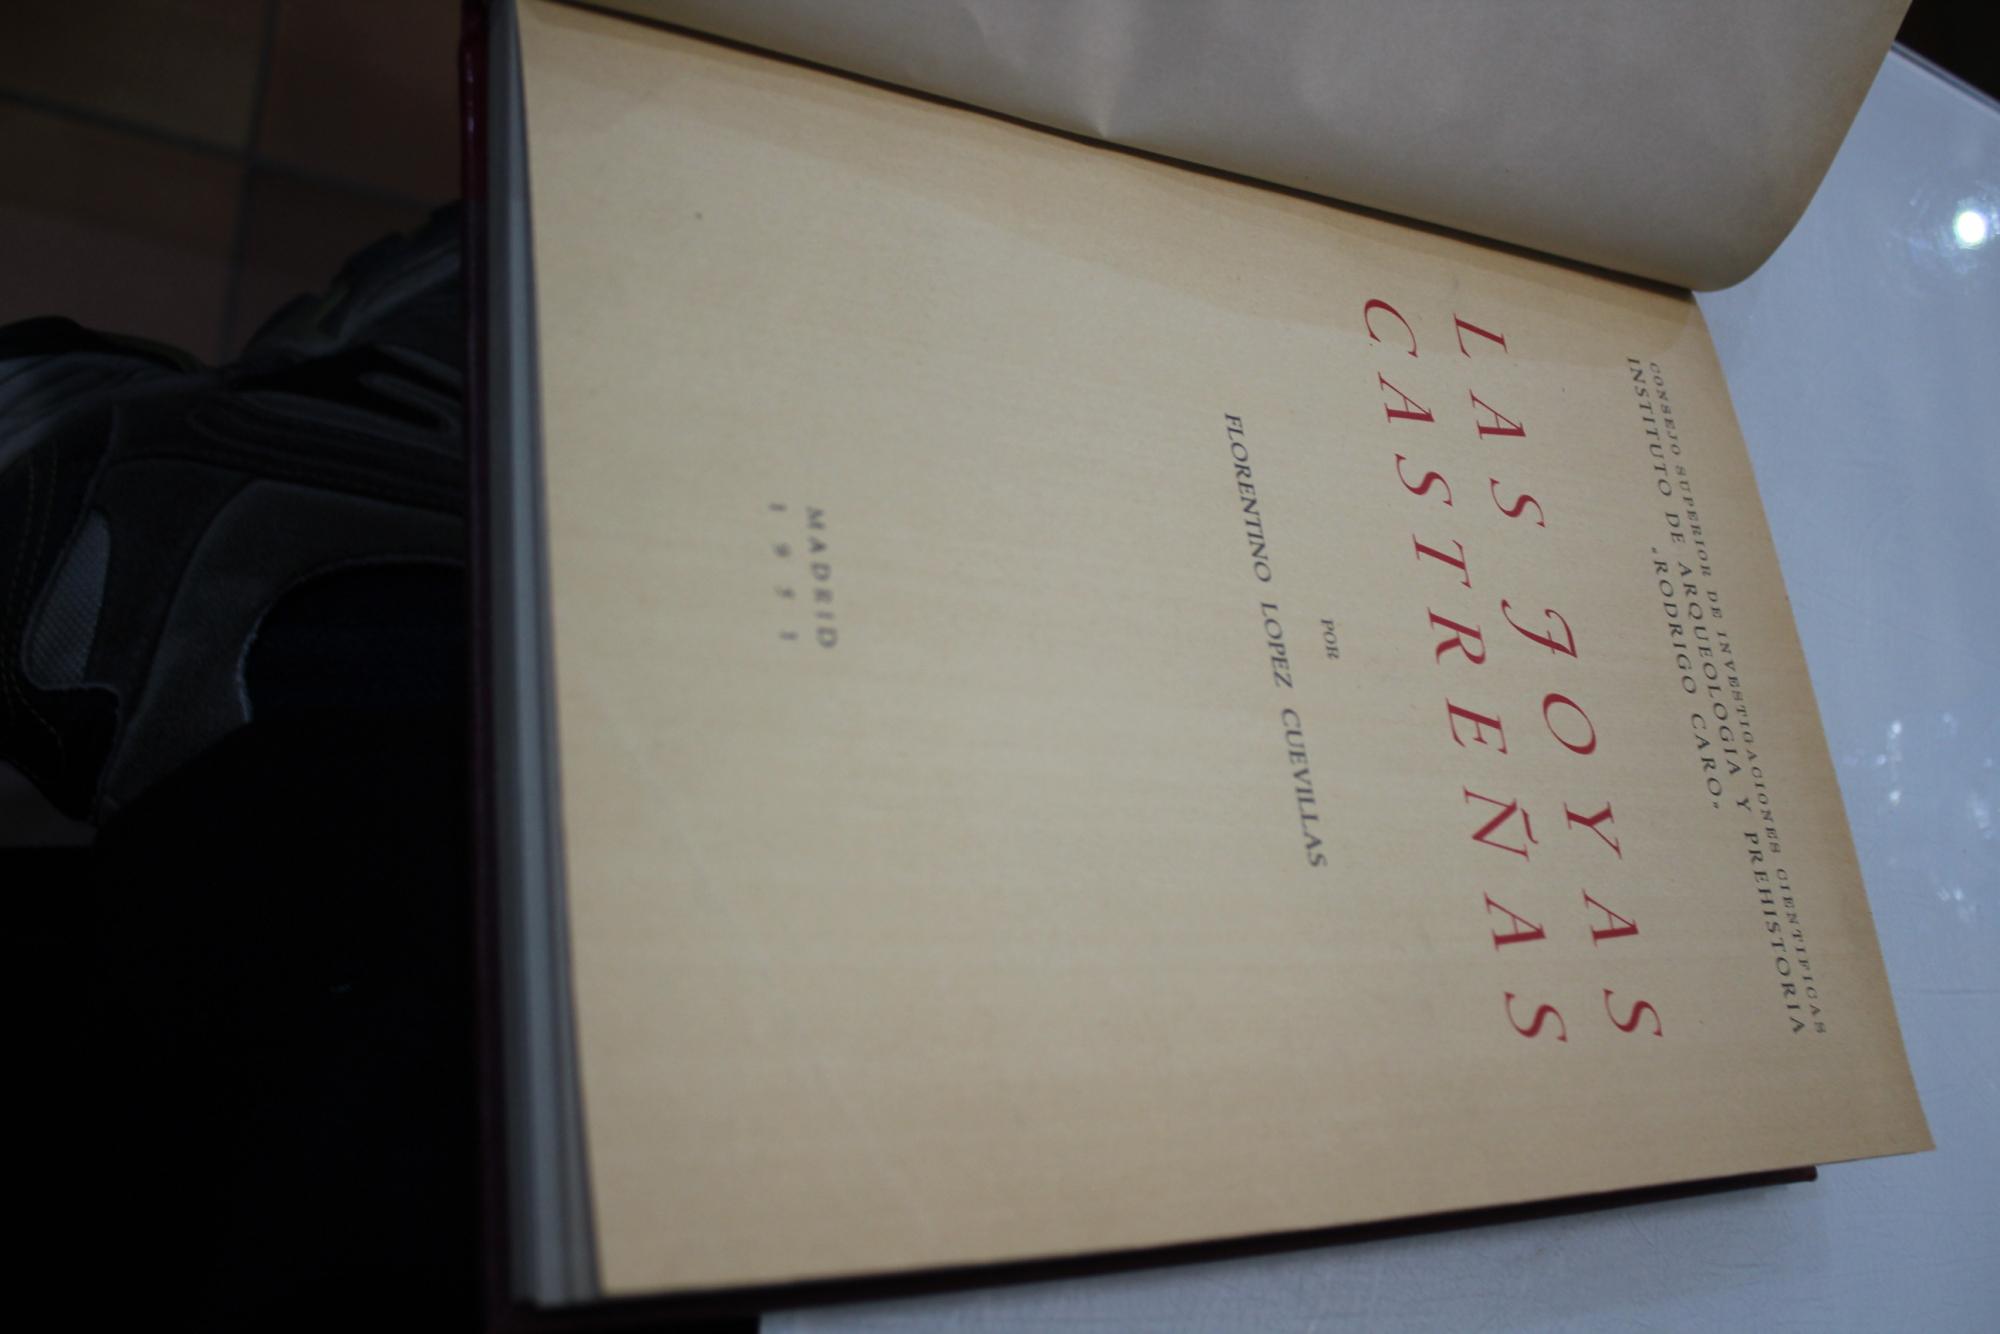 CONSEJO SUPERIOR DE INVESTIGACIONES CIENTIFICAS
INSTITUTO DE ARQUEOLOGIA Y PREHISTORIA
"RODRIGO CARO"
LAS JOYAS
CASTREÑAS
POR
FLORENTINO LOPEZ CUEVILLAS
MADRID
1951